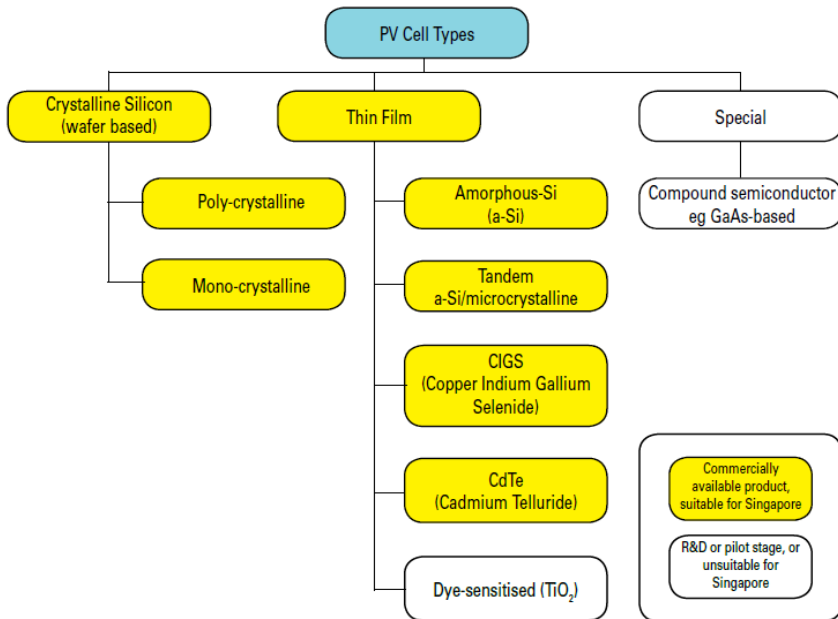 PV Cell Types
Crystalline Silicon
(wafer based)
Thin Film
Special
Poly-crystalline
Mono-crystalline
Amorphous-Si
(a-Si)
Tandem
a-Si/microcrystalline
CIGS
(Copper Indium Gallium
Selenide)
CdTe
(Cadmium Telluride)
Dye-sensitised (TiO₂)
Compound semiconductor
eg GaAs-based
Commercially
available product,
suitable for Singapore
R&D or pilot stage, or
unsuitable for
Singapore